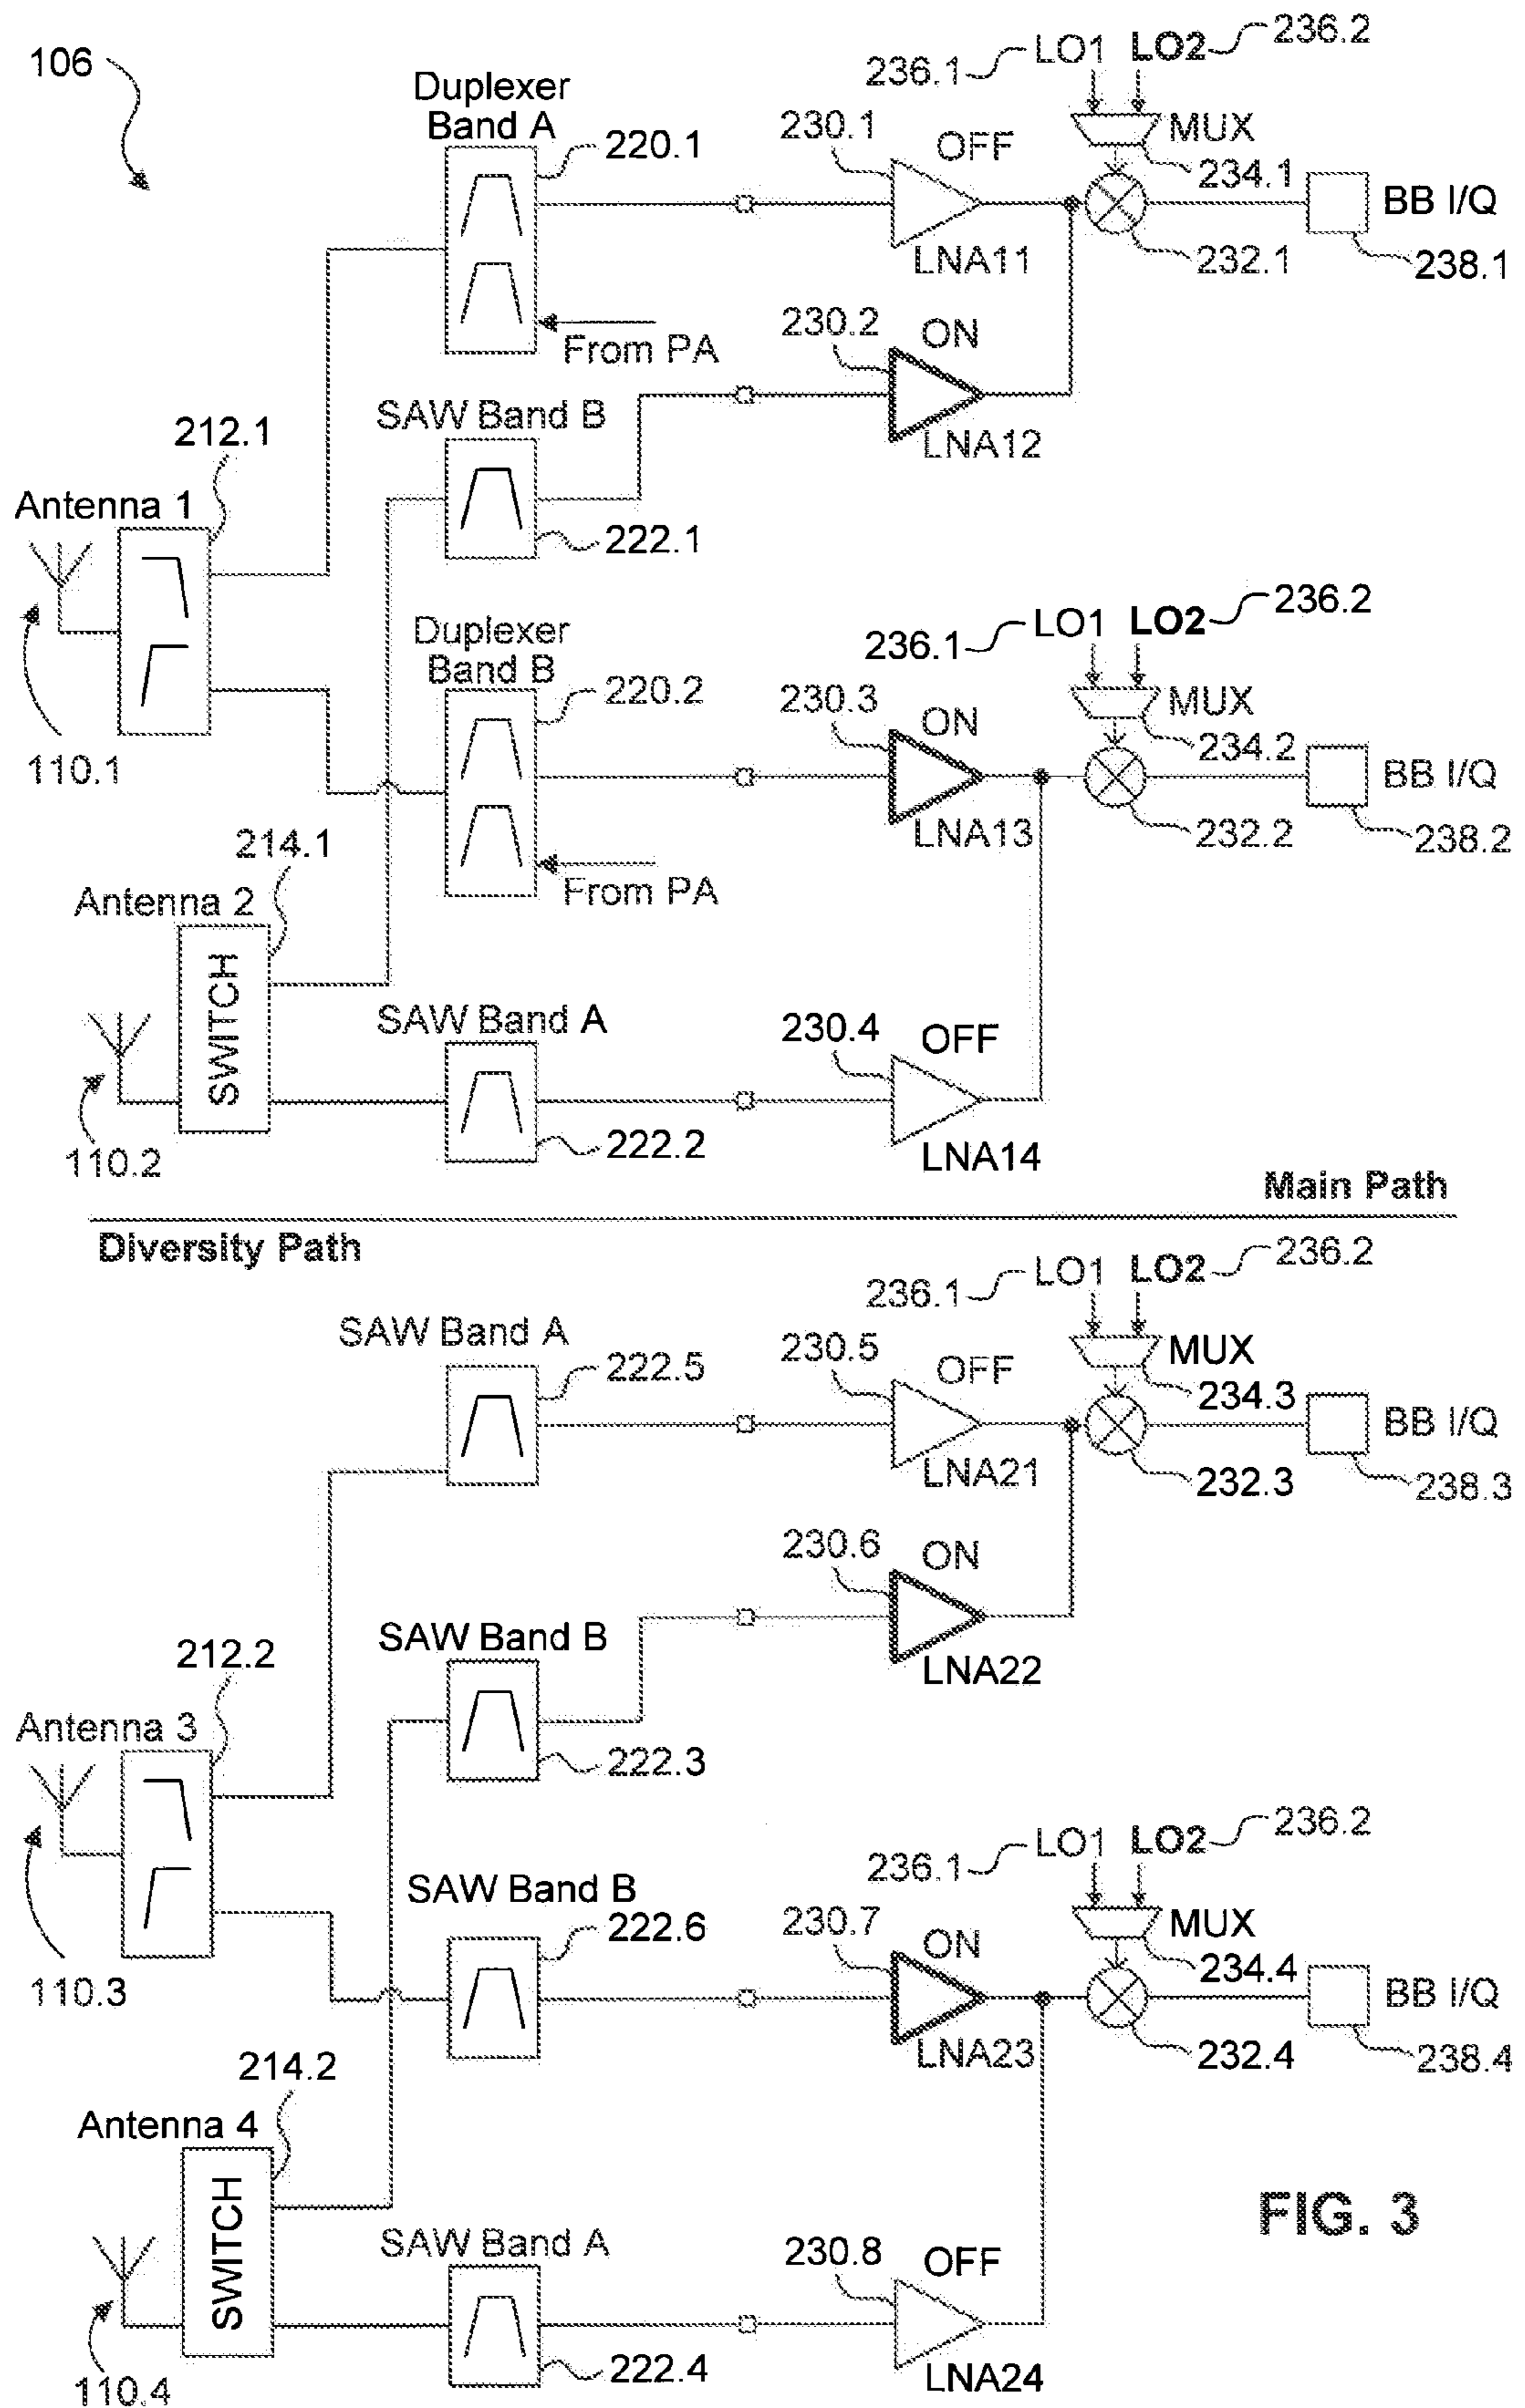 106
236.1 LO1 LO2 236.2
Duplexer
Band A
220.1
230.1 OFF
MUX
234.1
BB I/Q
LNA11
232.1
238.1
From PA
230.2 ON
SAW Band B
LNA12
212.1
Antenna 1
222.1
110.1
Duplexer
Band B
236.1 LO1 LO2 236.2
220.2
230.3 ON
MUX
234.2
BB I/Q
LNA13
232.2
238.2
214.1
From PA
Antenna 2
SWITCH
SAW Band A
230.4 OFF
110.2
222.2
LNA14
Main Path
Diversity Path
236.1 LO1 LO2 236.2
SAW Band A
222.5
230.5 OFF
MUX
234.3
BB I/Q
LNA21
232.3
238.3
230.6 ON
SAW Band B
LNA22
212.2
Antenna 3
222.3
110.3
236.1 LO1 LO2 236.2
SAW Band B
222.6
230.7 ON
MUX
234.4
BB I/Q
LNA23
232.4
238.4
214.2
Antenna 4
SWITCH
FIG. 3
SAW Band A
230.8 OFF
110.4
222.4
LNA24